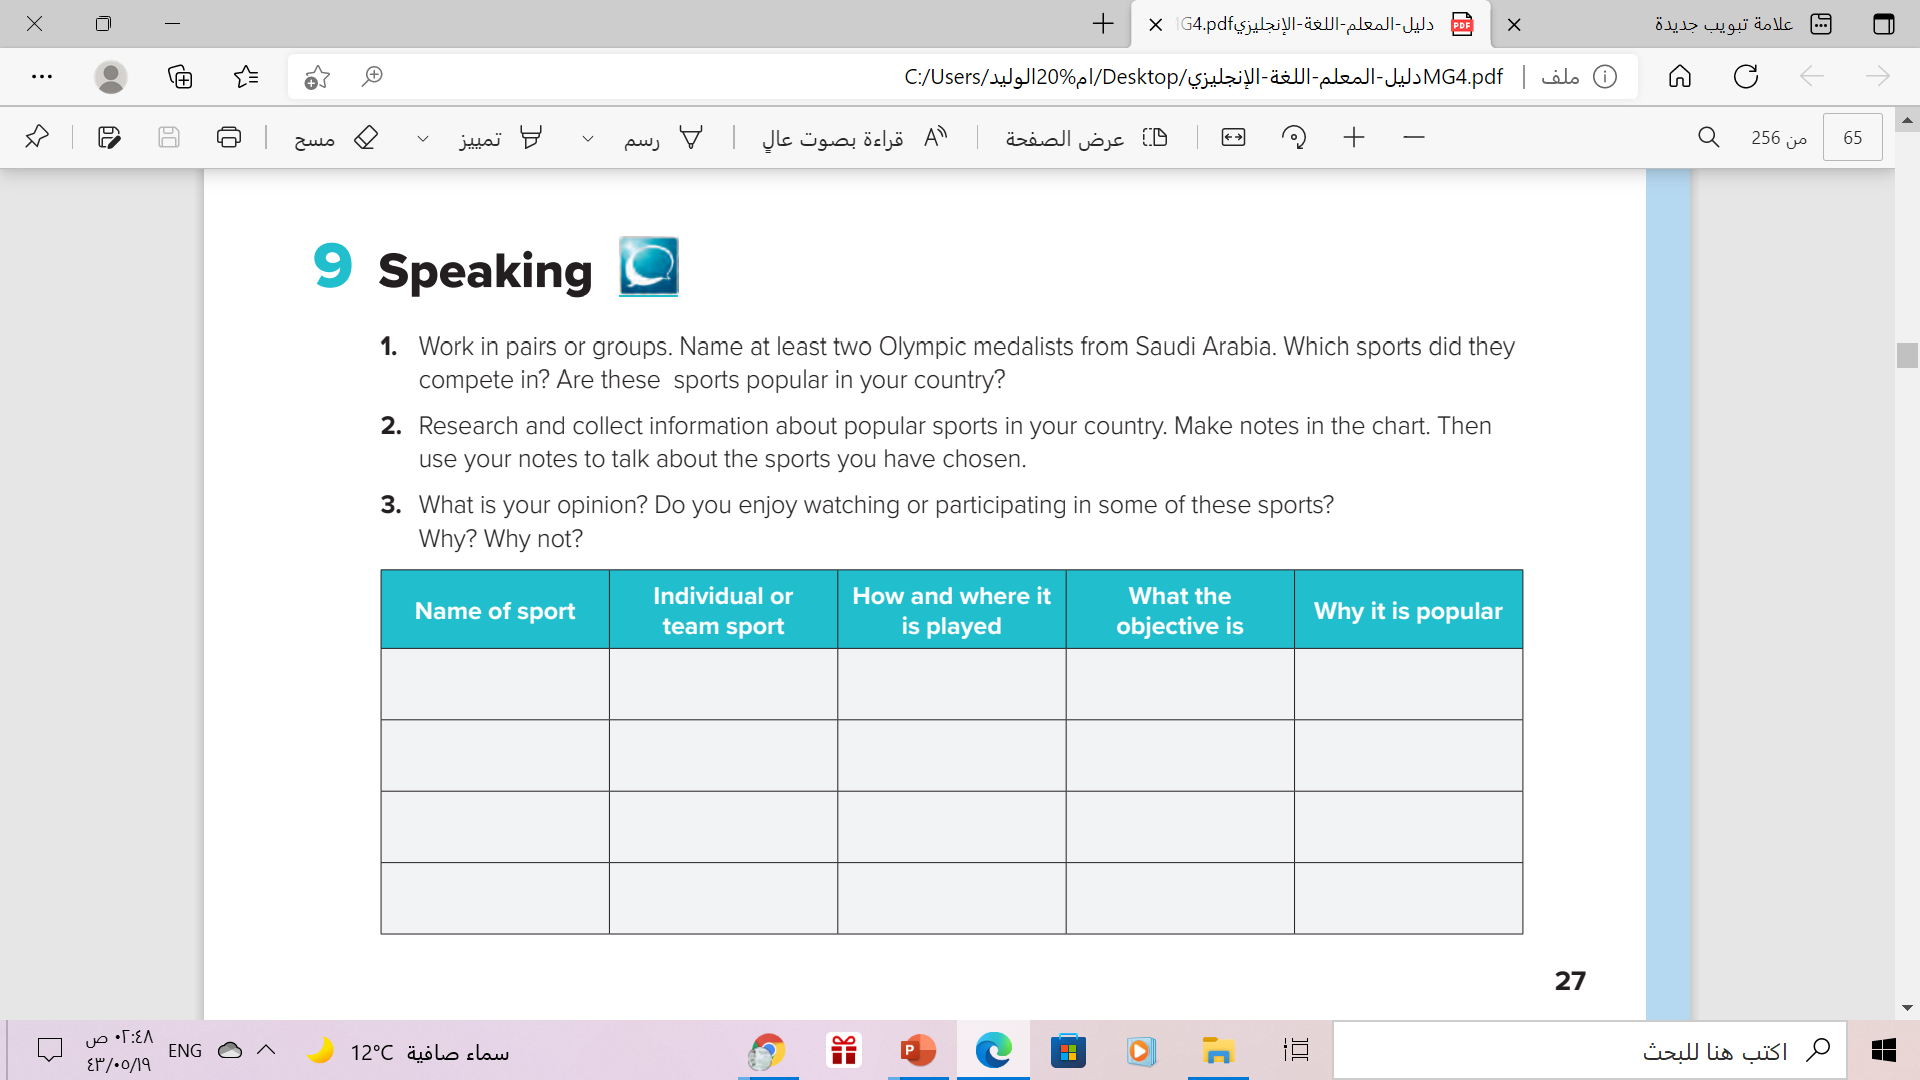 علامة تبويب جديدة
دليل-المعلم-اللغة-الإنجليزيMG4.pdf
ملف
C:/Users/ام%20الوليد/Desktop/دليل-المعلم-اللغة-الإنجليزيMG4.pdf
65
من 256
عرض الصفحة
قراءة بصوت عالٍ
رسم
تمييز
مسح
9 Speaking
1. Work in pairs or groups. Name at least two Olympic medalists from Saudi Arabia. Which sports did they
compete in? Are these sports popular in your country?
2. Research and collect information about popular sports in your country. Make notes in the chart. Then
use your notes to talk about the sports you have chosen.
3. What is your opinion? Do you enjoy watching or participating in some of these sports?
Why? Why not?
Name of sport
Individual or
team sport
How and where it
is played
What the
objective is
Why it is popular
27
اكتب هنا للبحث
12°C سماء صافية
ENG
٠٢:٤٨ ص
٤٣/٠٥/١٩